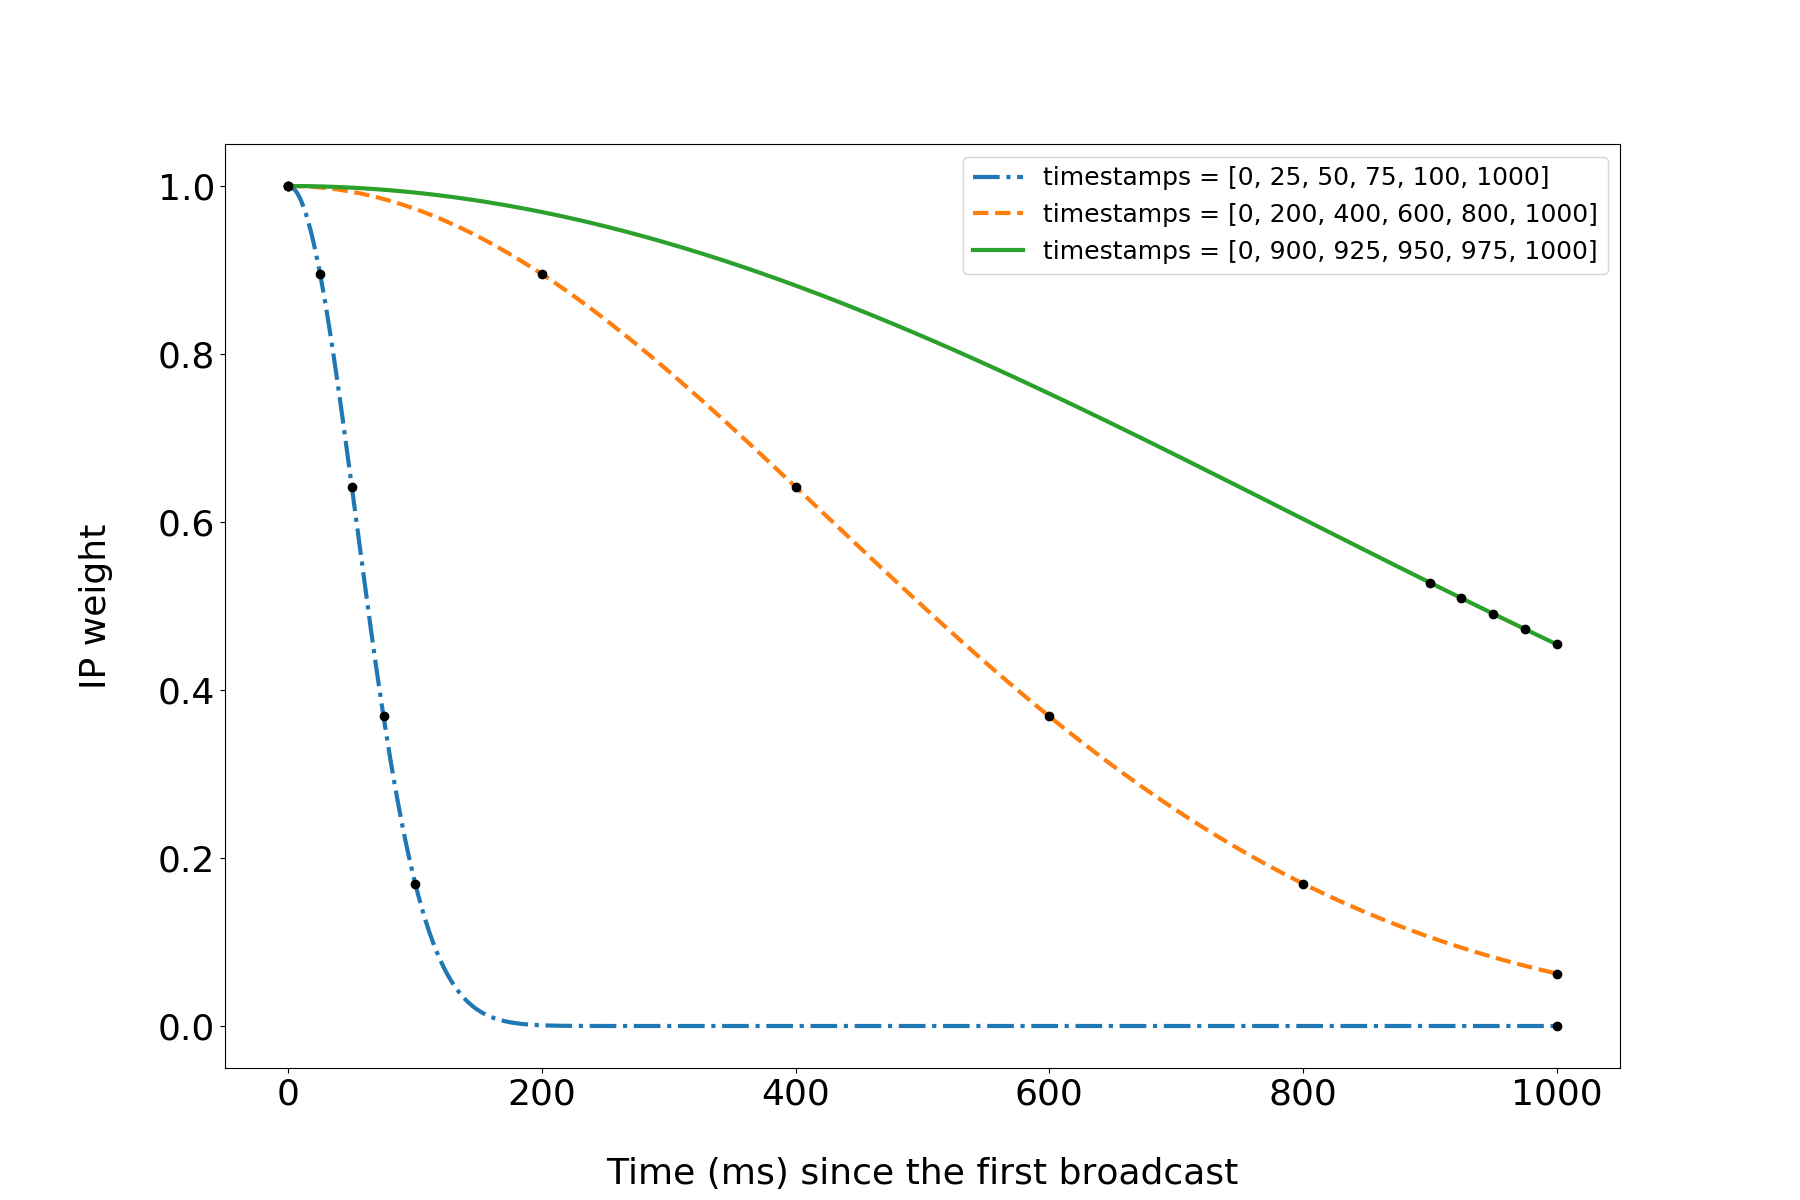 timestamps = [0, 25, 50, 75, 100, 1000]
timestamps = [0, 200, 400, 600, 800, 1000]
timestamps = [0, 900, 925, 950, 975, 1000]
1.0
0.8
0.6
0.4
0.2
0.0
IP weight
0 200 400 600 800 1000
Time (ms) since the first broadcast